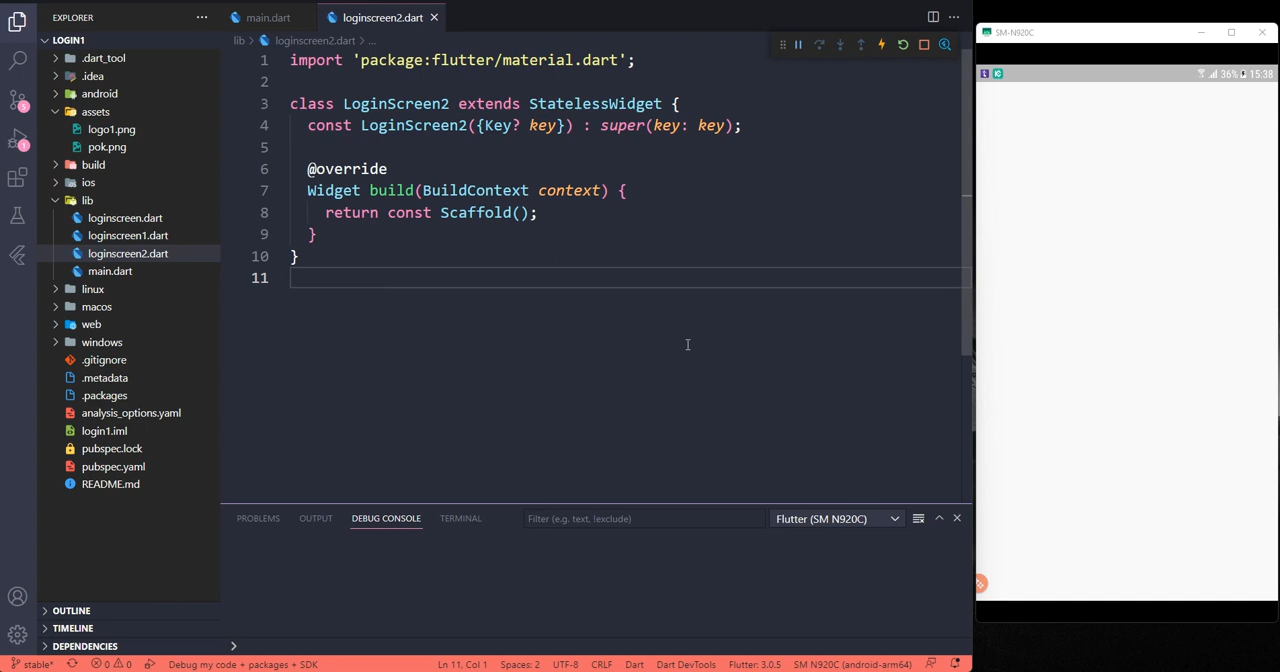 EXPLORER
LOGIN1
.dart_tool
.idea
android
assets
logo1.png
pok.png
build
ios
lib
loginscreen.dart
loginscreen1.dart
loginscreen2.dart
main.dart
linux
macos
web
windows
.gitignore
.metadata
.packages
analysis_options.yaml
login1.iml
pubspec.lock
pubspec.yaml
README.md
OUTLINE
TIMELINE
DEPENDENCIES
5
1
main.dart
loginscreen2.dart
lib > loginscreen2.dart > ...
1 import 'package:flutter/material.dart';
2
3 class LoginScreen2 extends StatelessWidget {
4 const LoginScreen2({Key? key}) : super(key: key);
5
6 @override
7 Widget build(BuildContext context) {
8 return const Scaffold();
9 }
10 }
11
PROBLEMS OUTPUT DEBUG CONSOLE TERMINAL
Filter (e.g. text, !exclude)
Flutter (SM N920C)
stable* 0 0 Debug my code + packages + SDK
Ln 11, Col 1 Spaces: 2 UTF-8 CRLF Dart Dart DevTools Flutter: 3.0.5 SM N920C (android-arm64)
SM-N920C
36% 15:38